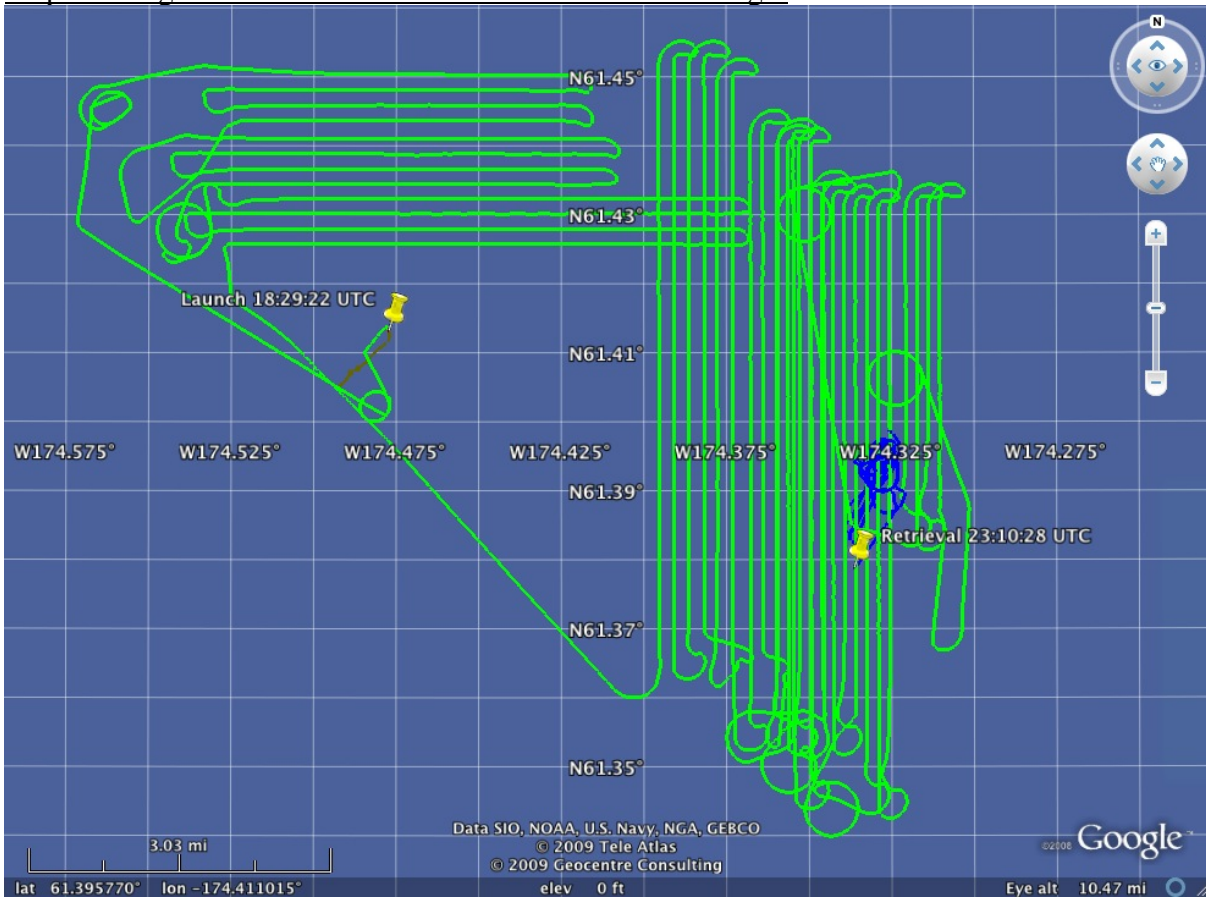 N
N61.45°
N61.43°
Launch 18:29:22 UTC
N61.41°
W174.575°
W174.525°
W174.475°
W174.425°
W174.375°
W174.325°
W174.275°
N61.39°
Retrieval 23:10:28 UTC
N61.37°
N61.35°
3.03 mi
Data SIO, NOAA, U.S. Navy, NGA, GEBCO
© 2009 Tele Atlas
© 2009 Geocentre Consulting
©2008 Google™
lat 61.395770° lon -174.411015° elev 0 ft Eye alt 10.47 mi